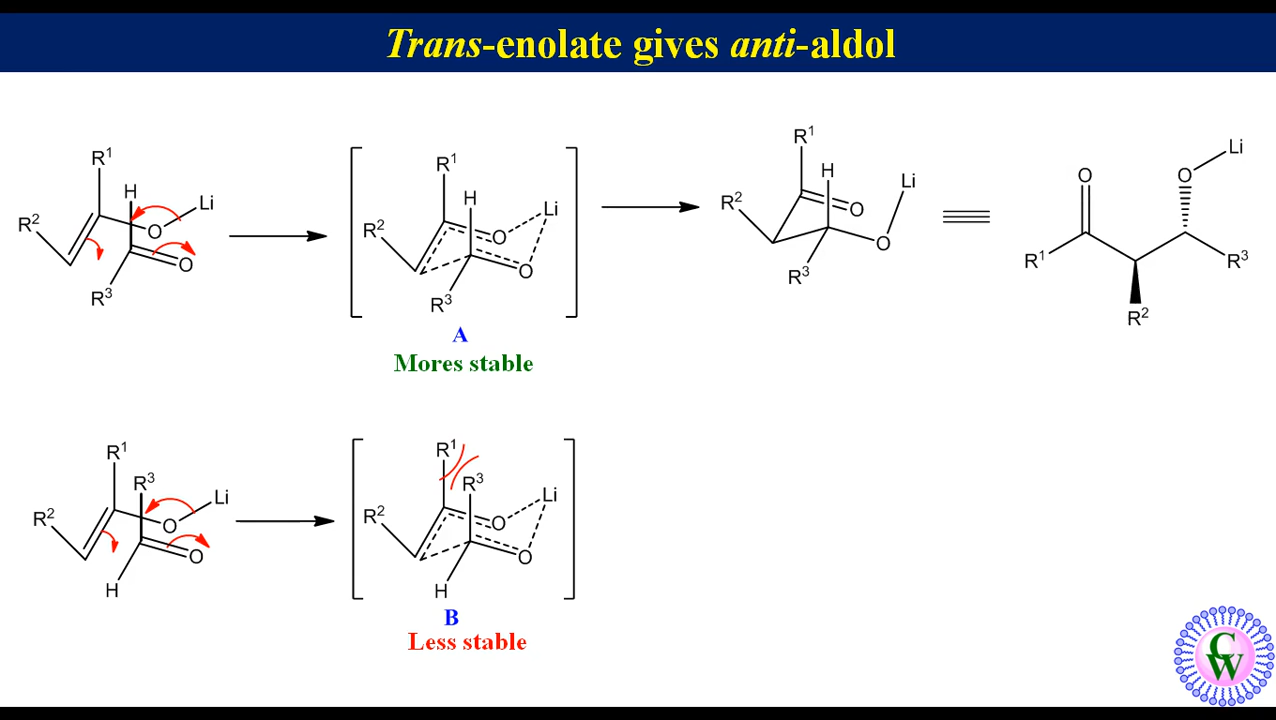 Trans-enolate gives anti-aldol
R¹
H
Li
R²
O
O
R³
R¹
H
Li
R²
O
O
R³
A
Mores stable
R¹
H
Li
R²
O
O
R³
Li
O
O
R¹
R³
R²
R¹
R³
Li
R²
O
O
H
R¹
R³
Li
R²
O
O
H
B
Less stable
C
W